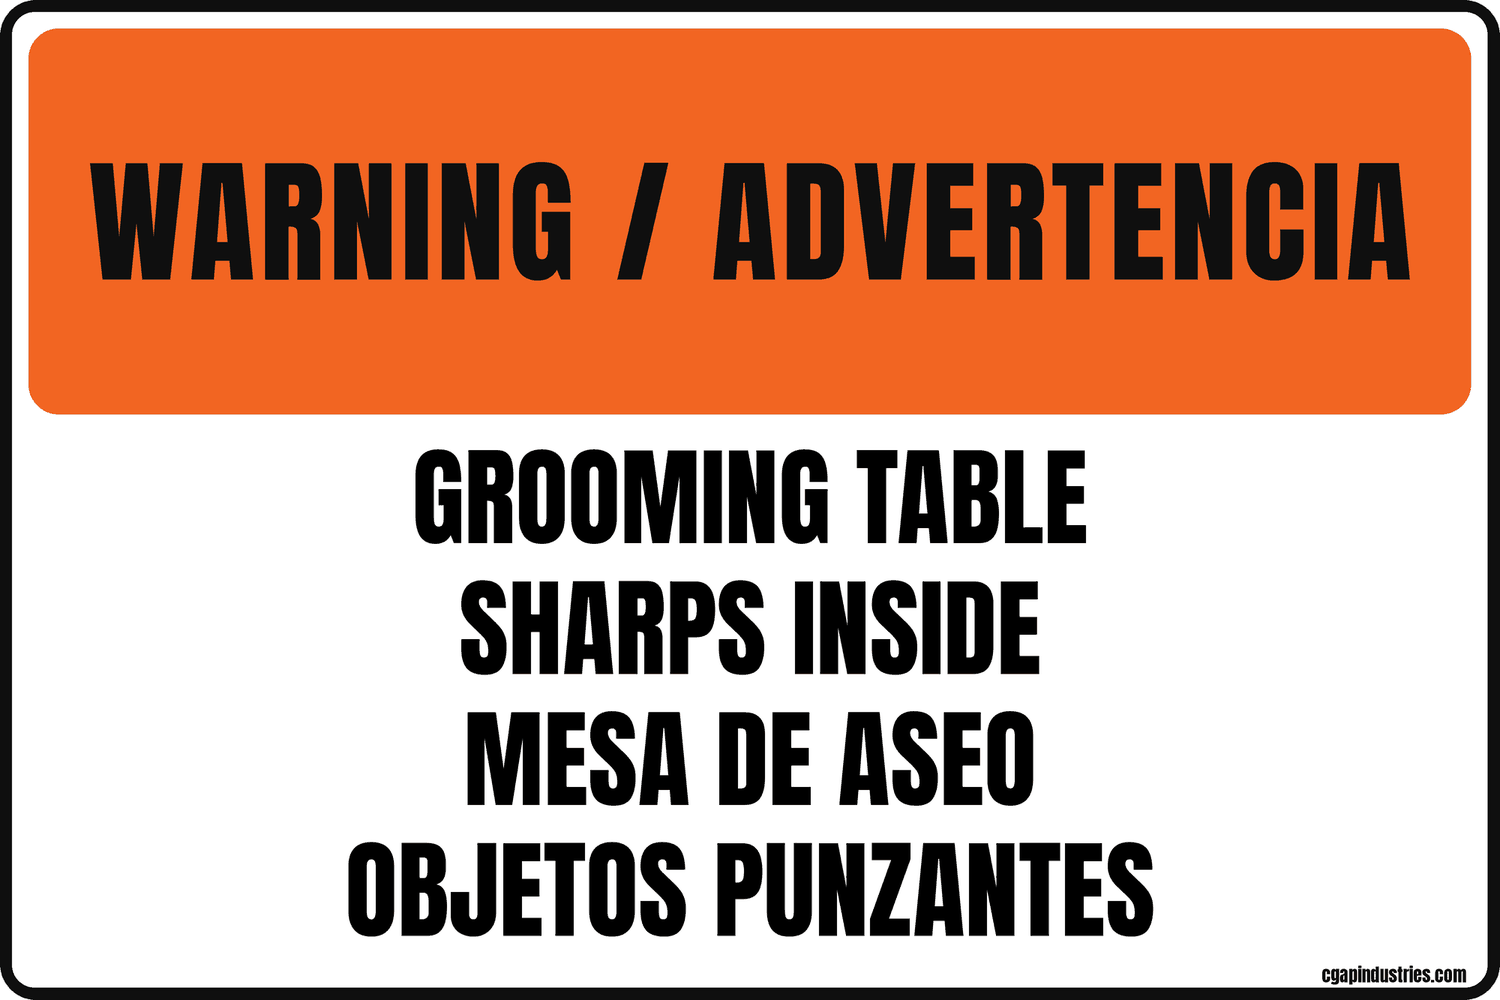 WARNING / ADVERTENCIA
GROOMING TABLE
SHARPS INSIDE
MESA DE ASEO
OBJETOS PUNZANTES
cgapindustries.com